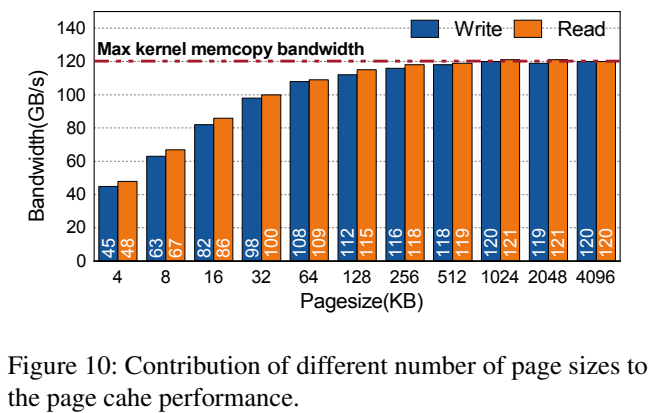 140
Write
Read
Max kernel memcopy bandwidth
120
100
80
60
40
20
0
Bandwidth(GB/s)
45 48 63 67 82 86 98 100 108 109 112 115 116 118 118 119 120 121 119 121 120 120
4 8 16 32 64 128 256 512 1024 2048 4096
Pagesize(KB)
Figure 10: Contribution of different number of page sizes to
the page cahe performance.